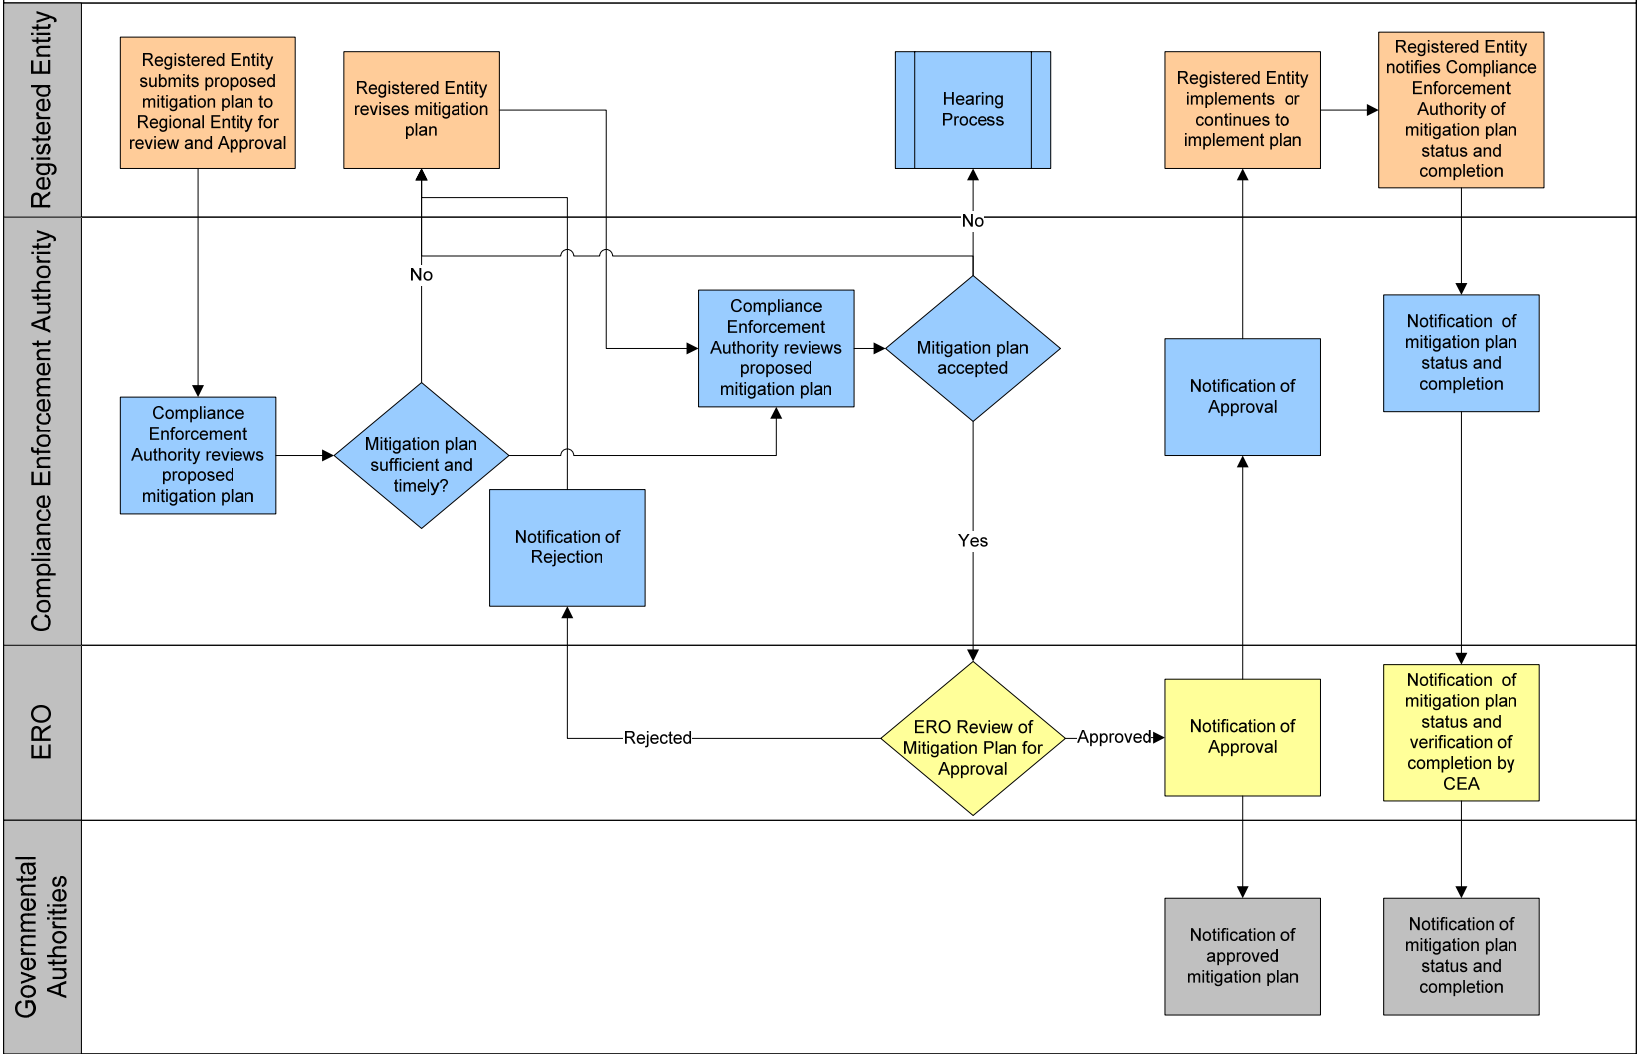 Registered Entity
Registered Entity
submits proposed
mitigation plan to
Regional Entity for
review and Approval
Registered Entity
revises mitigation
plan
Hearing
Process
Registered Entity
implements or
continues to
implement plan
Registered Entity
notifies Compliance
Enforcement
Authority of
mitigation plan
status and
completion
No
Compliance Enforcement Authority
No
Compliance
Enforcement
Authority reviews
proposed
mitigation plan
Mitigation plan
sufficient and
timely?
Notification of
Rejection
Compliance
Enforcement
Authority reviews
proposed
mitigation plan
Mitigation plan
accepted
Yes
Notification of
Approval
Notification of
mitigation plan
status and
completion
ERO
Rejected
ERO Review of
Mitigation Plan for
Approval
Approved
Notification of
Approval
Notification of
mitigation plan
status and
verification of
completion by
CEA
Governmental
Authorities
Notification of
approved
mitigation plan
Notification of
mitigation plan
status and
completion